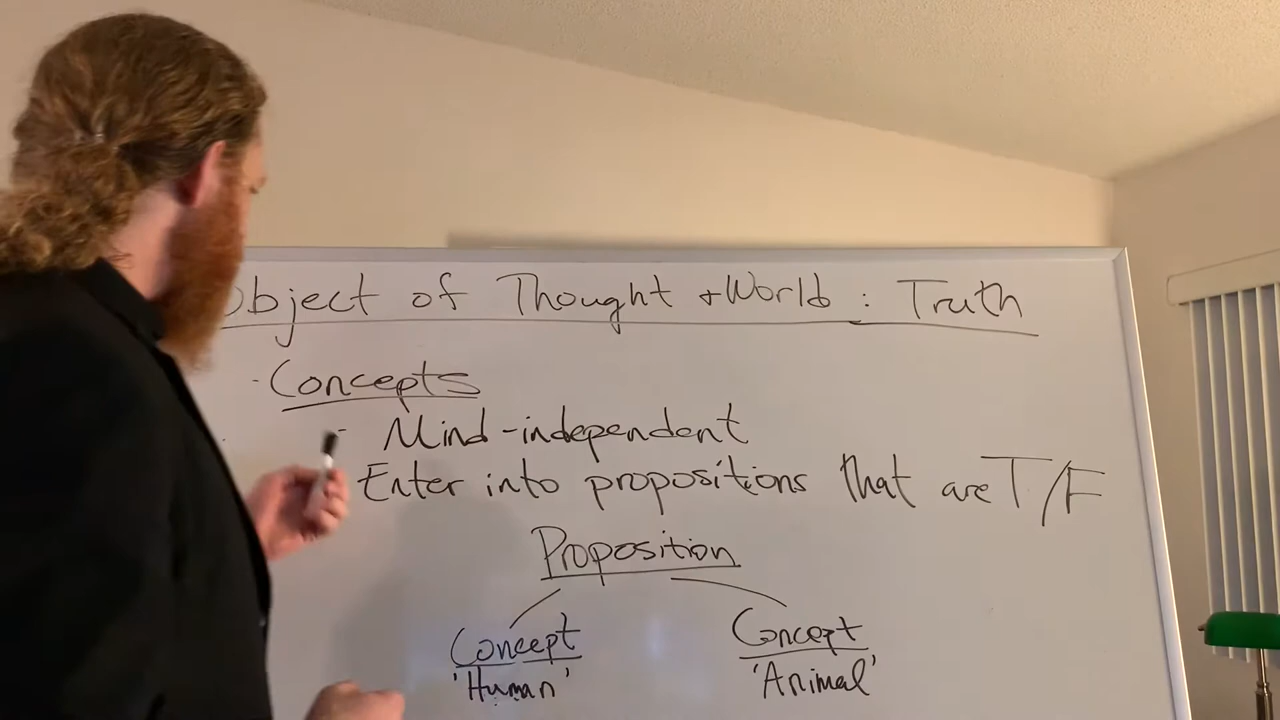 Object of Thought + World : Truth
· Concepts
- Mind-independent
Enter into propositions that are T/F
Proposition
Concept Concept
'Human' 'Animal'